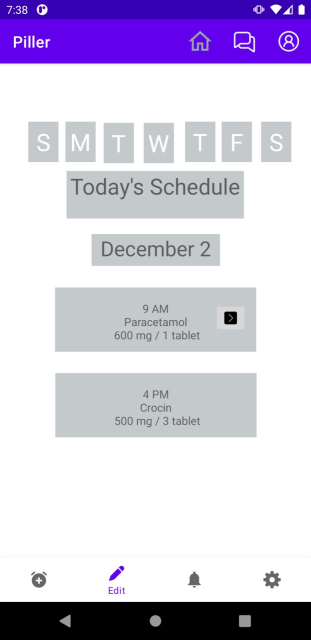 7:38
Piller
S M T W T F S
Today's Schedule
December 2
9 AM
Paracetamol
600 mg / 1 tablet
4 PM
Crocin
500 mg / 3 tablet
Edit